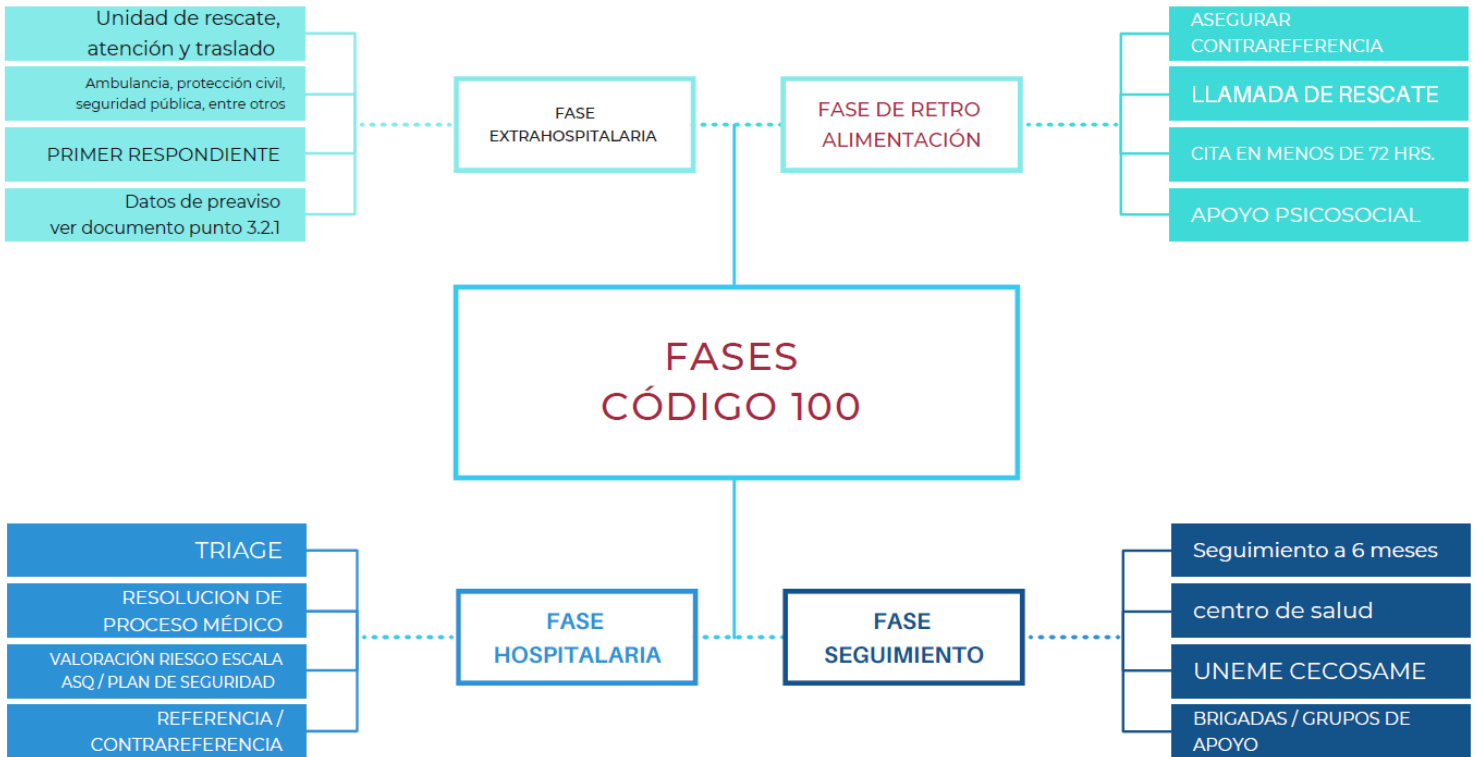 Unidad de rescate,
atención y traslado
Ambulancia, protección civil,
seguridad pública, entre otros
PRIMER RESPONDIENTE
Datos de preaviso
ver documento punto 3.2.1
FASE
EXTRAHOSPITALARIA
FASE DE RETRO
ALIMENTACIÓN
ASEGURAR
CONTRAREFERENCIA
LLAMADA DE RESCATE
CITA EN MENOS DE 72 HRS.
APOYO PSICOSOCIAL
FASES
CÓDIGO 100
TRIAGE
RESOLUCION DE
PROCESO MÉDICO
VALORACIÓN RIESGO ESCALA
ASQ / PLAN DE SEGURIDAD
REFERENCIA /
CONTRAREFERENCIA
FASE
HOSPITALARIA
FASE
SEGUIMIENTO
Seguimiento a 6 meses
centro de salud
UNEME CECOSAME
BRIGADAS / GRUPOS DE
APOYO